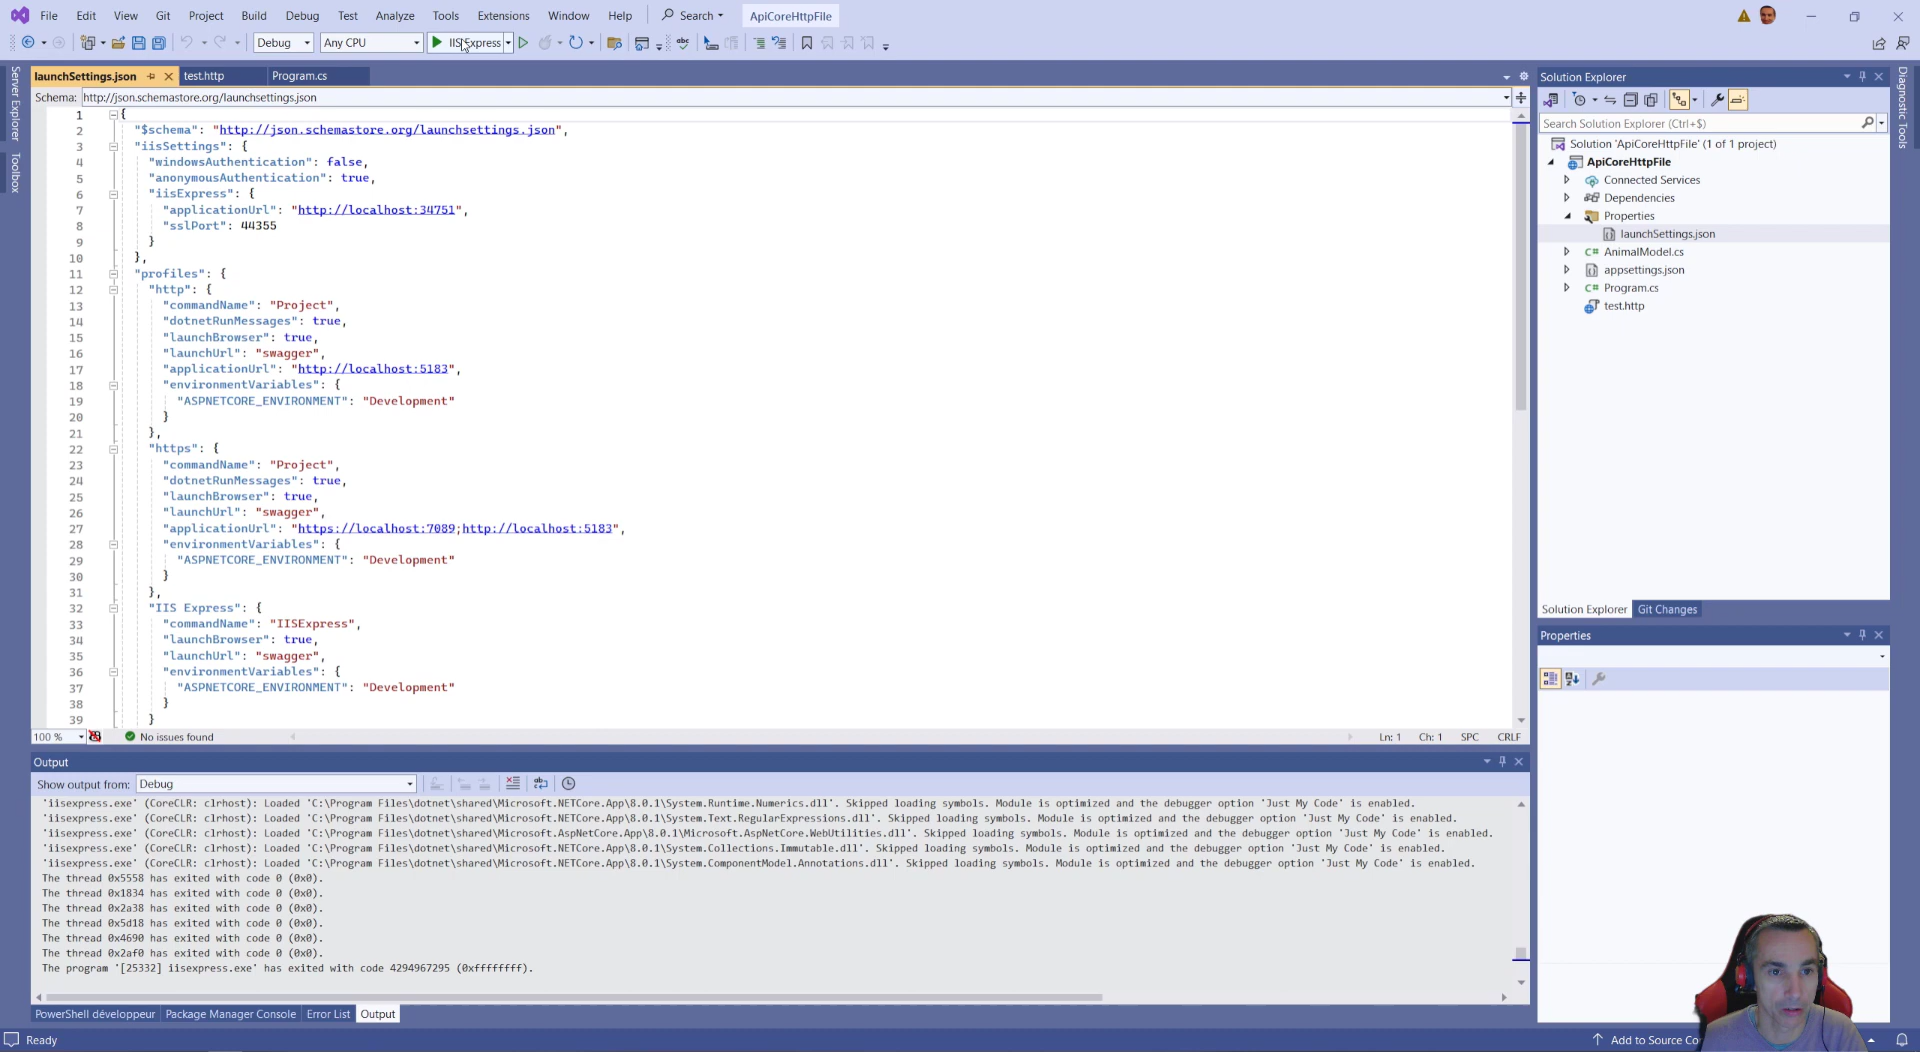 File Edit View Git Project Build Debug Test Analyze Tools Extensions Window Help Search ApiCoreHttpFile
Debug Any CPU IIS Express
launchSettings.json test.http Program.cs
Schema: http://json.schemastore.org/launchsettings.json
1 {
2 "$schema": "http://json.schemastore.org/launchsettings.json",
3 "iisSettings": {
4 "windowsAuthentication": false,
5 "anonymousAuthentication": true,
6 "iisExpress": {
7 "applicationUrl": "http://localhost:34751",
8 "sslPort": 44355
9 }
10 },
11 "profiles": {
12 "http": {
13 "commandName": "Project",
14 "dotnetRunMessages": true,
15 "launchBrowser": true,
16 "launchUrl": "swagger",
17 "applicationUrl": "http://localhost:5183",
18 "environmentVariables": {
19 "ASPNETCORE_ENVIRONMENT": "Development"
20 }
21 },
22 "https": {
23 "commandName": "Project",
24 "dotnetRunMessages": true,
25 "launchBrowser": true,
26 "launchUrl": "swagger",
27 "applicationUrl": "https://localhost:7089;http://localhost:5183",
28 "environmentVariables": {
29 "ASPNETCORE_ENVIRONMENT": "Development"
30 }
31 },
32 "IIS Express": {
33 "commandName": "IISExpress",
34 "launchBrowser": true,
35 "launchUrl": "swagger",
36 "environmentVariables": {
37 "ASPNETCORE_ENVIRONMENT": "Development"
38 }
39 }
100 % No issues found Ln: 1 Ch: 1 SPC CRLF
Output
Show output from: Debug
'iisexpress.exe' (CoreCLR: clrhost): Loaded 'C:\Program Files\dotnet\shared\Microsoft.NETCore.App\8.0.1\System.Runtime.Numerics.dll'. Skipped loading symbols. Module is optimized and the debugger option 'Just My Code' is enabled.
'iisexpress.exe' (CoreCLR: clrhost): Loaded 'C:\Program Files\dotnet\shared\Microsoft.NETCore.App\8.0.1\System.Text.RegularExpressions.dll'. Skipped loading symbols. Module is optimized and the debugger option 'Just My Code' is enabled.
'iisexpress.exe' (CoreCLR: clrhost): Loaded 'C:\Program Files\dotnet\shared\Microsoft.AspNetCore.App\8.0.1\Microsoft.AspNetCore.WebUtilities.dll'. Skipped loading symbols. Module is optimized and the debugger option 'Just My Code' is enabled.
'iisexpress.exe' (CoreCLR: clrhost): Loaded 'C:\Program Files\dotnet\shared\Microsoft.NETCore.App\8.0.1\System.Collections.Immutable.dll'. Skipped loading symbols. Module is optimized and the debugger option 'Just My Code' is enabled.
'iisexpress.exe' (CoreCLR: clrhost): Loaded 'C:\Program Files\dotnet\shared\Microsoft.NETCore.App\8.0.1\System.ComponentModel.Annotations.dll'. Skipped loading symbols. Module is optimized and the debugger option 'Just My Code' is enabled.
The thread 0x5558 has exited with code 0 (0x0).
The thread 0x1834 has exited with code 0 (0x0).
The thread 0x2a38 has exited with code 0 (0x0).
The thread 0x5d18 has exited with code 0 (0x0).
The thread 0x4690 has exited with code 0 (0x0).
The thread 0x2af0 has exited with code 0 (0x0).
The program '[25332] iisexpress.exe' has exited with code 4294967295 (0xffffffff).
PowerShell développeur Package Manager Console Error List Output
Ready
Server Explorer
Toolbox
Solution Explorer
Search Solution Explorer (Ctrl+$)
Solution 'ApiCoreHttpFile' (1 of 1 project)
ApiCoreHttpFile
Connected Services
Dependencies
Properties
launchSettings.json
AnimalModel.cs
appsettings.json
Program.cs
test.http
Solution Explorer Git Changes
Properties
Diagnostic Tools
Add to Source Co